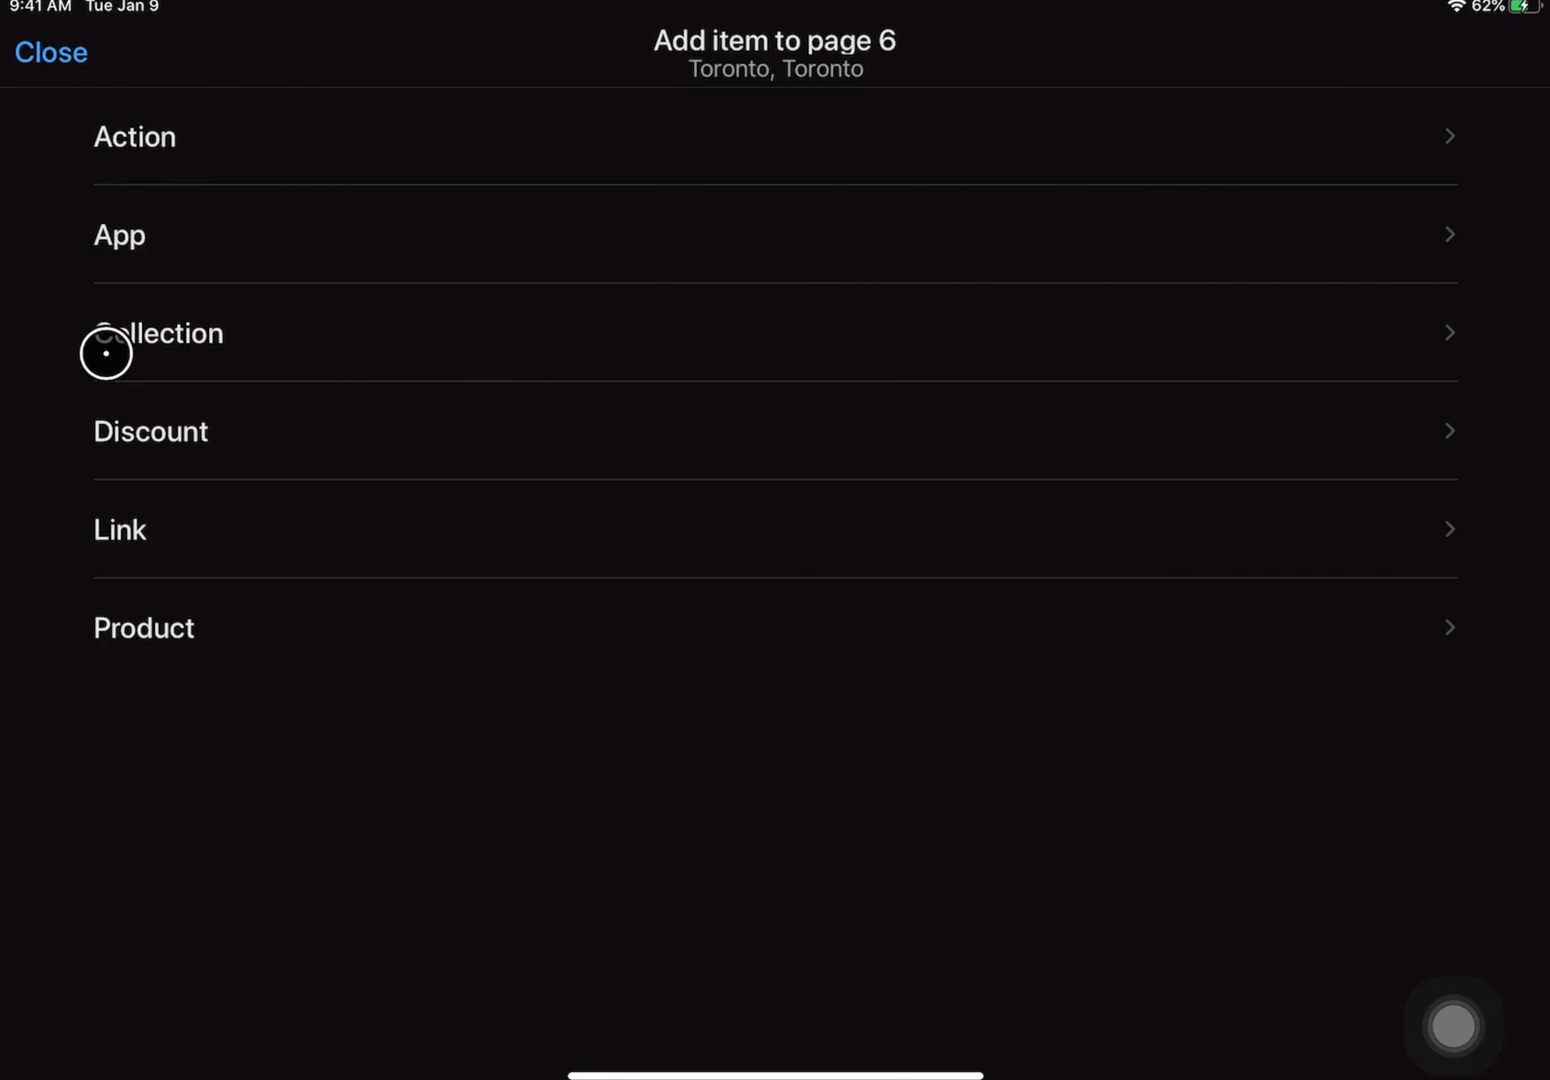 9:41 AM Tue Jan 9
62%
Close
Add item to page 6
Toronto, Toronto
Action
App
Collection
Discount
Link
Product